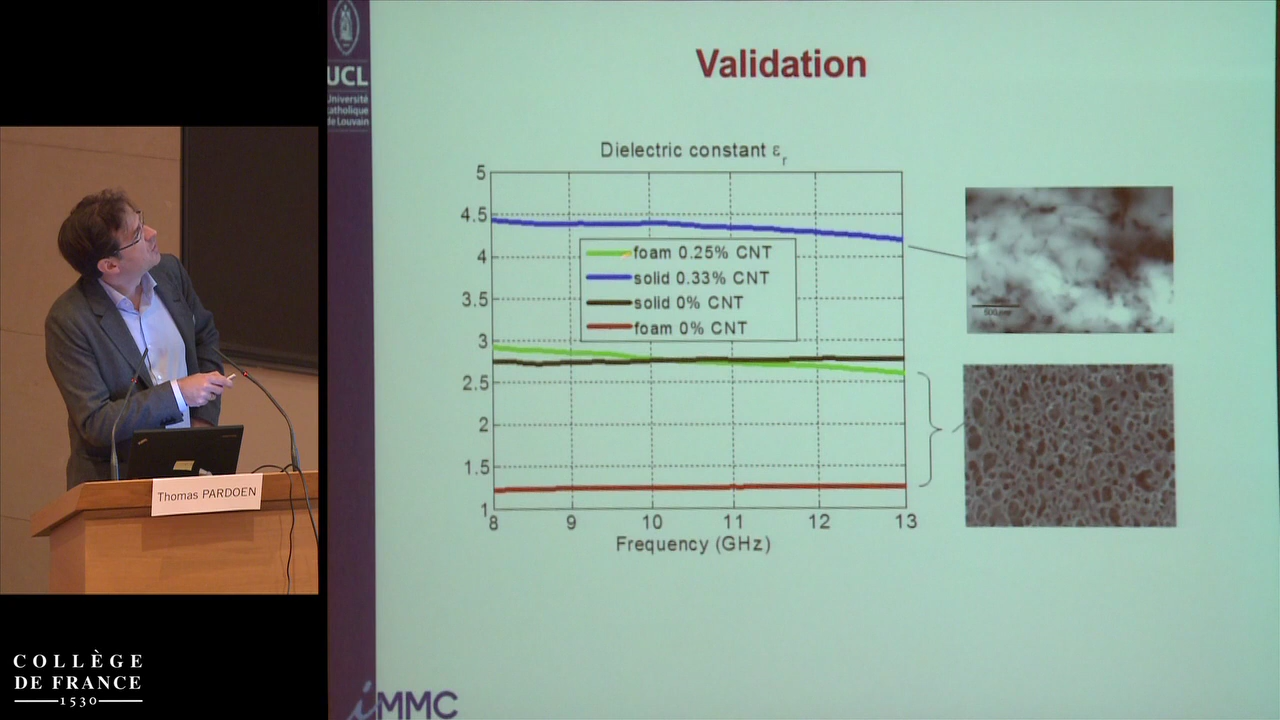 UCL
Université
catholique
de Louvain
Validation
Dielectric constant εr
5
4.5
4
3.5
3
2.5
2
1.5
1
foam 0.25% CNT
solid 0.33% CNT
solid 0% CNT
foam 0% CNT
8 9 10 11 12 13
Frequency (GHz)
Thomas PARDOEN
COLLÈGE
DE FRANCE
1530
iMMC